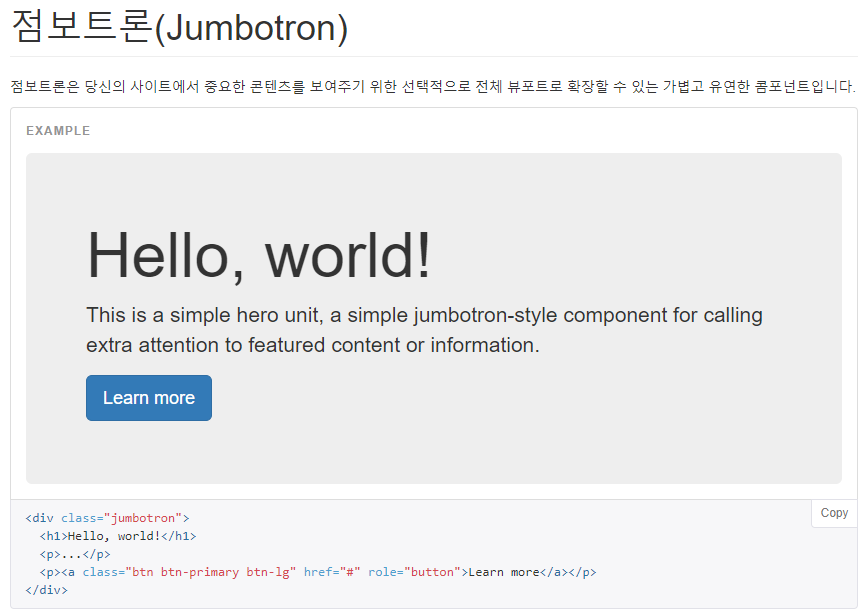 점보트론(Jumbotron)
점보트론은 당신의 사이트에서 중요한 콘텐츠를 보여주기 위한 선택적으로 전체 뷰포트로 확장할 수 있는 가볍고 유연한 콤포넌트입니다.
EXAMPLE
Hello, world!
This is a simple hero unit, a simple jumbotron-style component for calling
extra attention to featured content or information.
Learn more
Copy
<div class="jumbotron">
  <h1>Hello, world!</h1>
  <p>...</p>
  <p><a class="btn btn-primary btn-lg" href="#" role="button">Learn more</a></p>
</div>